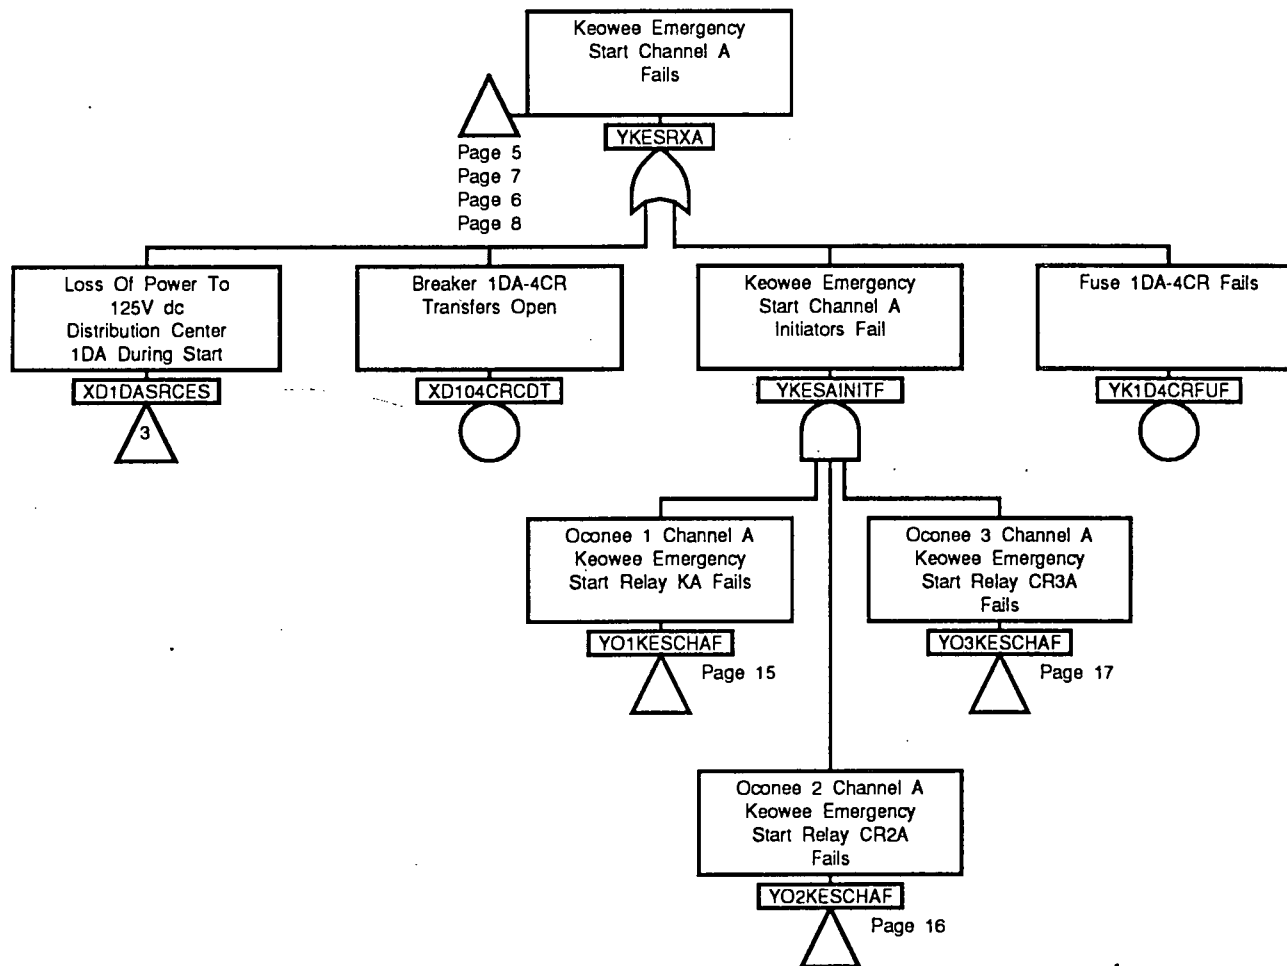 Keowee Emergency
Start Channel A
Fails
YKESRXA
Page 5
Page 7
Page 6
Page 8
Loss Of Power To
125V dc
Distribution Center
1DA During Start
XD1DASRCES
3
Breaker 1DA-4CR
Transfers Open
XD104CRCDT
Keowee Emergency
Start Channel A
Initiators Fail
YKESAINITF
Fuse 1DA-4CR Fails
YK1D4CRFUF
Oconee 1 Channel A
Keowee Emergency
Start Relay KA Fails
YO1KESCHAF
Page 15
Oconee 3 Channel A
Keowee Emergency
Start Relay CR3A
Fails
YO3KESCHAF
Page 17
Oconee 2 Channel A
Keowee Emergency
Start Relay CR2A
Fails
YO2KESCHAF
Page 16